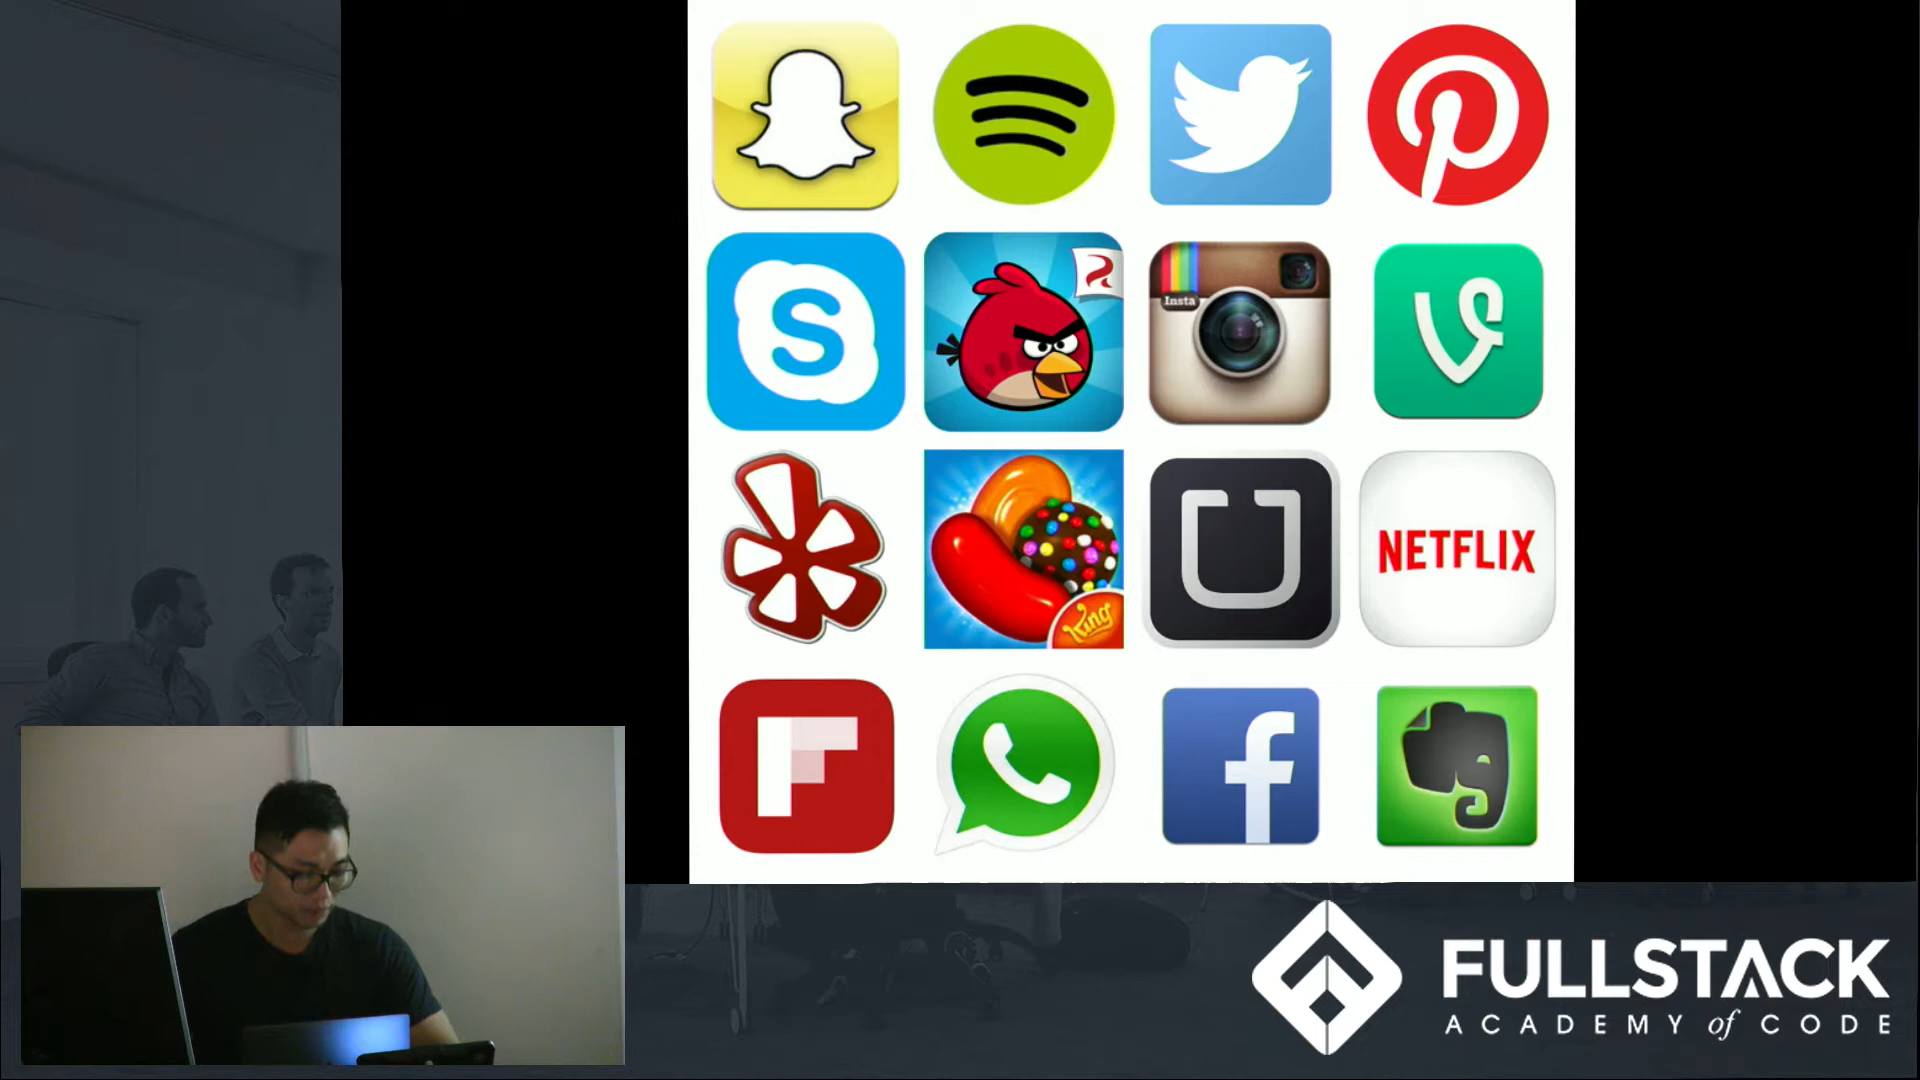 S
Insta
King
NETFLIX
F
f
FULLSTACK
ACADEMY of CODE